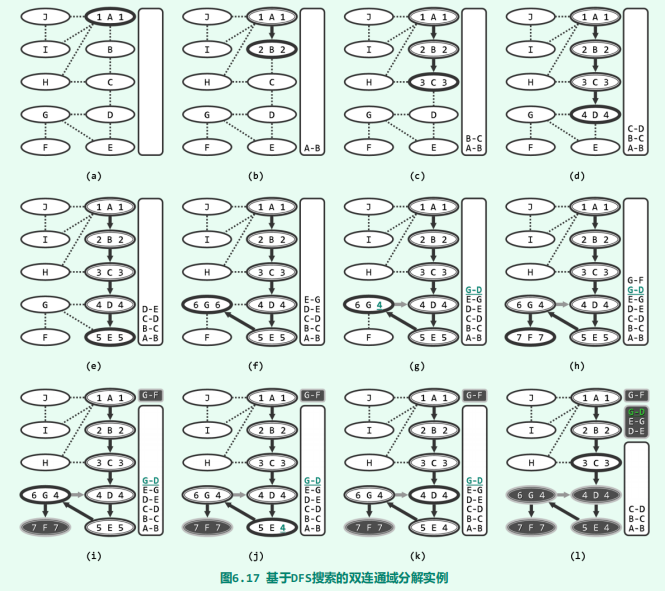 J 1 A 1
I B
H C
G D
F E
(a)
J 1 A 1
I 2 B 2
H C
G D
F E
A-B
(b)
J 1 A 1
I 2 B 2
H 3 C 3
G D
F E
B-C
A-B
(c)
J 1 A 1
I 2 B 2
H 3 C 3
G 4 D 4
F E
C-D
B-C
A-B
(d)
J 1 A 1
I 2 B 2
H 3 C 3
G 4 D 4
F 5 E 5
D-E
C-D
B-C
A-B
(e)
J 1 A 1
I 2 B 2
H 3 C 3
6 G 6 4 D 4
F 5 E 5
E-G
D-E
C-D
B-C
A-B
(f)
J 1 A 1
I 2 B 2
H 3 C 3
6 G 4 4 D 4
F 5 E 5
G-D
E-G
D-E
C-D
B-C
A-B
(g)
J 1 A 1
I 2 B 2
H 3 C 3
6 G 4 4 D 4
7 F 7 5 E 5
G-F
G-D
E-G
D-E
C-D
B-C
A-B
(h)
J 1 A 1
I 2 B 2
H 3 C 3
6 G 4 4 D 4
7 F 7 5 E 5
G-F
G-D
E-G
D-E
C-D
B-C
A-B
(i)
J 1 A 1
I 2 B 2
H 3 C 3
6 G 4 4 D 4
7 F 7 5 E 4
G-F
G-D
E-G
D-E
C-D
B-C
A-B
(j)
J 1 A 1
I 2 B 2
H 3 C 3
6 G 4 4 D 4
7 F 7 5 E 4
G-F
G-D
E-G
D-E
C-D
B-C
A-B
(k)
J 1 A 1
I 2 B 2
H 3 C 3
6 G 4 4 D 4
7 F 7 5 E 4
G-F
G-D
E-G
D-E
C-D
B-C
A-B
(l)
图6.17 基于DFS搜索的双连通域分解实例